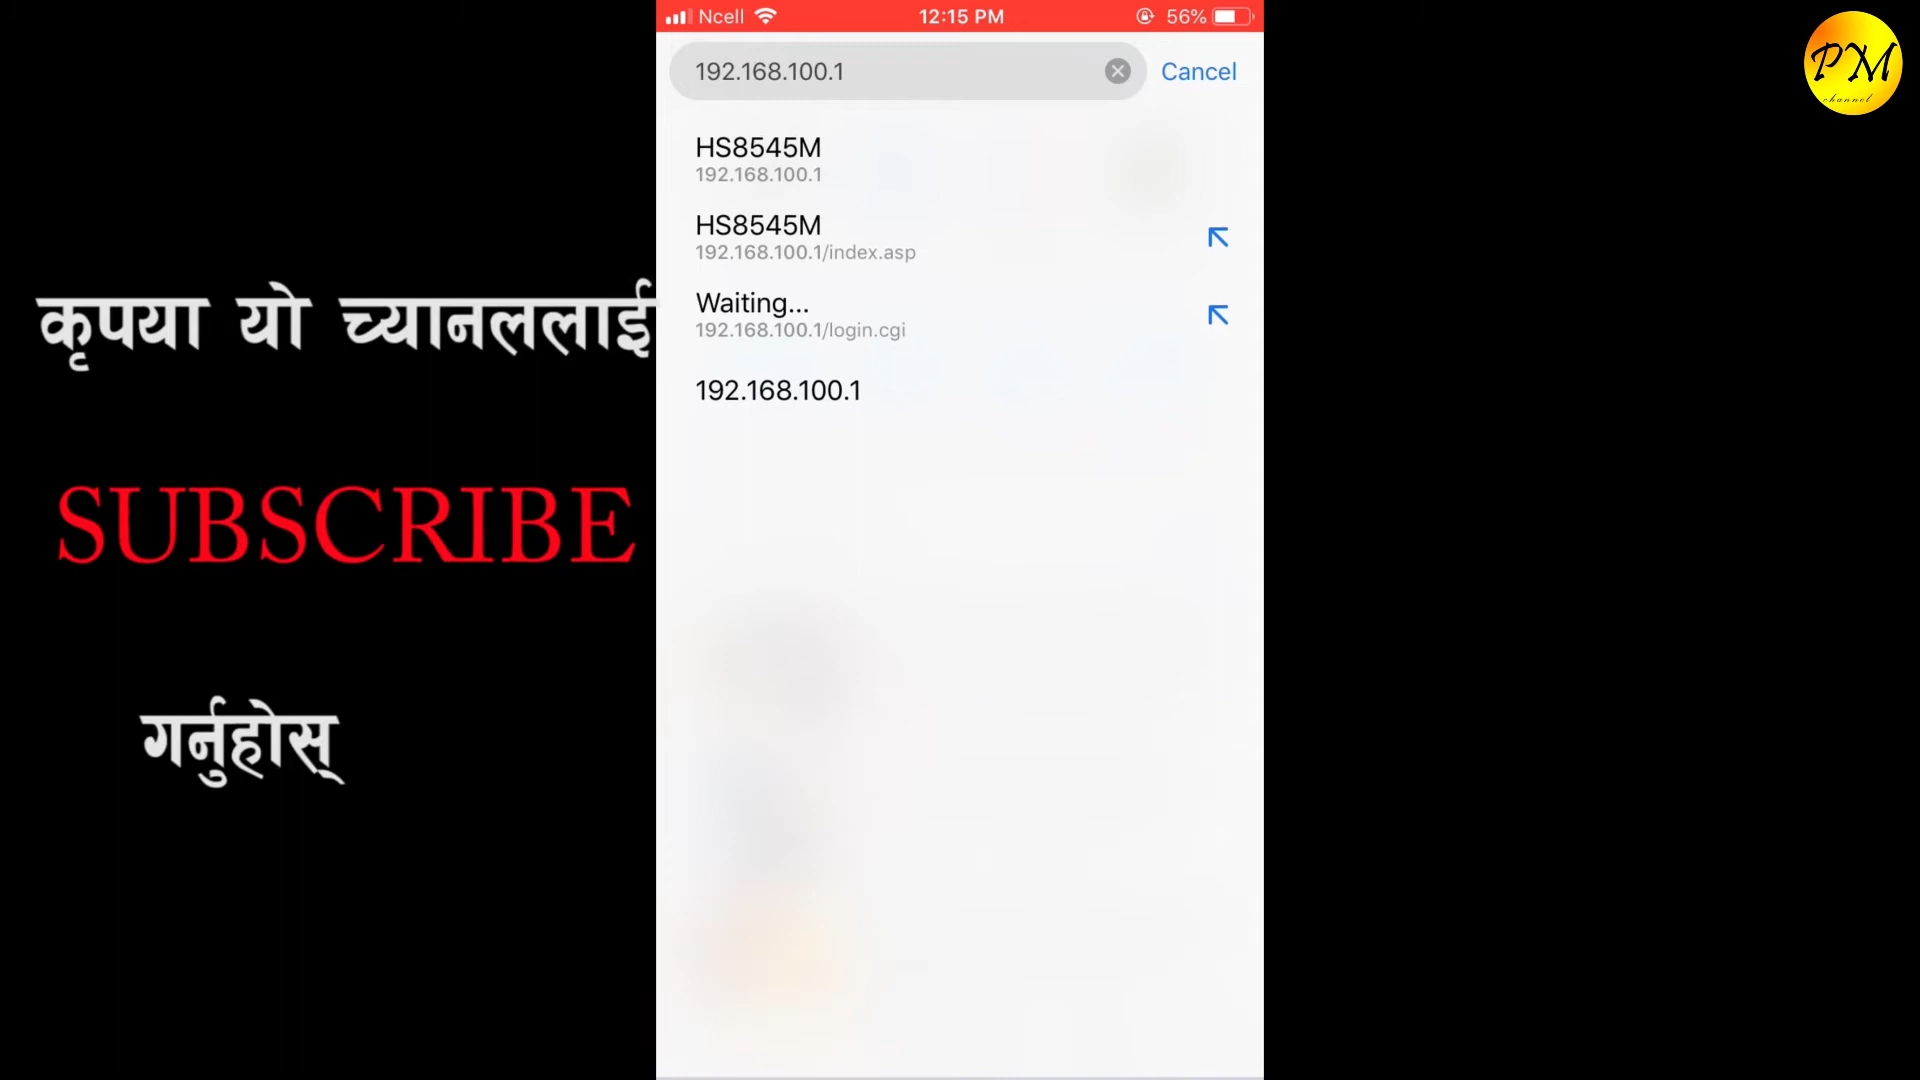 Ncell 12:15 PM 56%
192.168.100.1 Cancel
HS8545M
192.168.100.1
HS8545M
192.168.100.1/index.asp
Waiting...
192.168.100.1/login.cgi
192.168.100.1
कृपया यो च्यानललाई
SUBSCRIBE
गर्नुहोस्
PM
channel